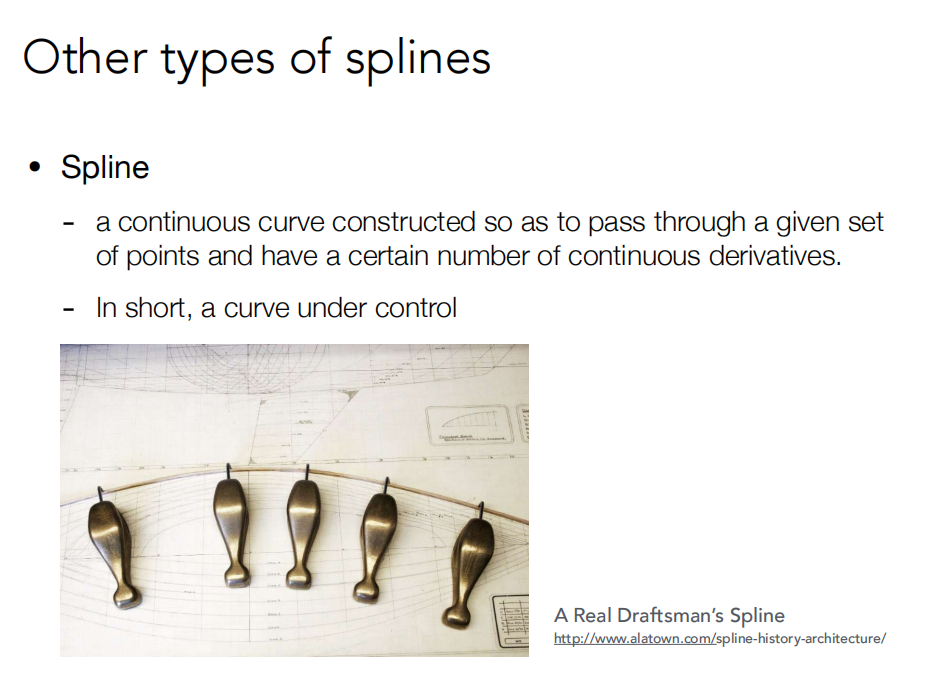 Other types of splines
• Spline
- a continuous curve constructed so as to pass through a given set
of points and have a certain number of continuous derivatives.
- In short, a curve under control
A Real Draftsman’s Spline
http://www.alatown.com/spline-history-architecture/